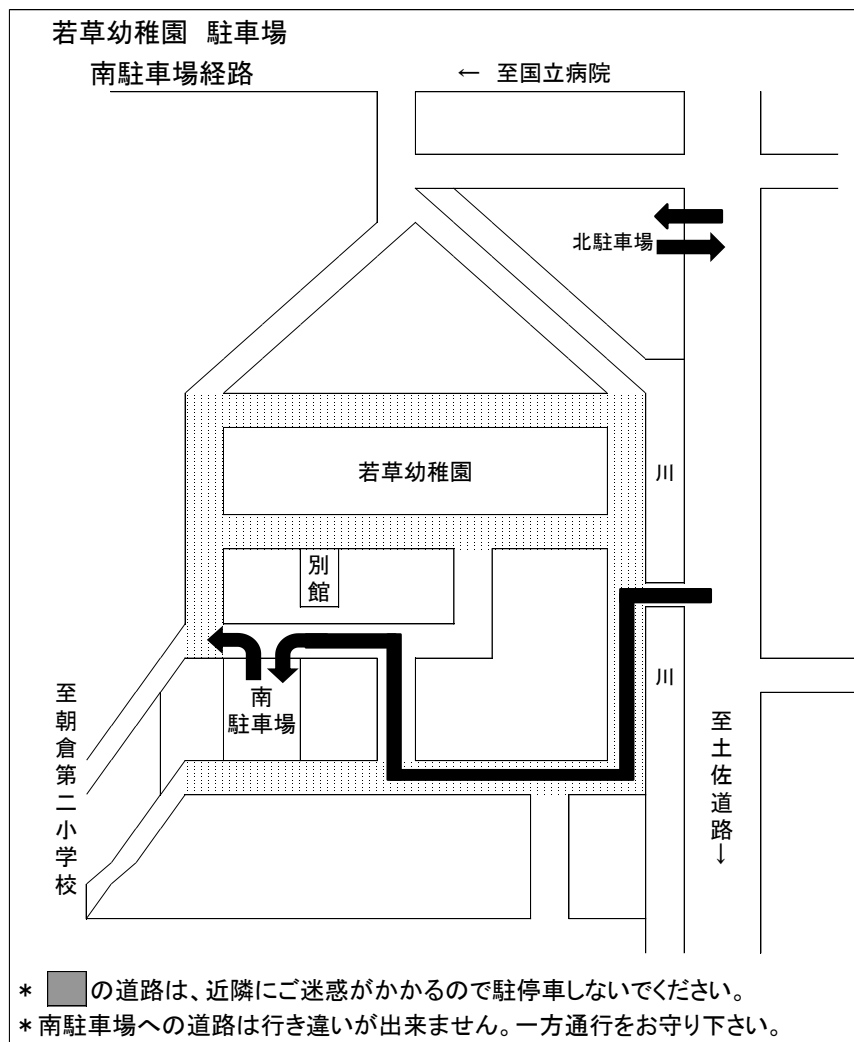 若草幼稚園 駐車場
南駐車場経路
← 至国立病院
北駐車場
若草幼稚園
川
別館
川
南
駐車場
至朝倉第二小学校
至土佐道路↓
* の道路は、近隣にご迷惑がかかるので駐停車しないでください。
* 南駐車場への道路は行き違いが出来ません。一方通行をお守り下さい。